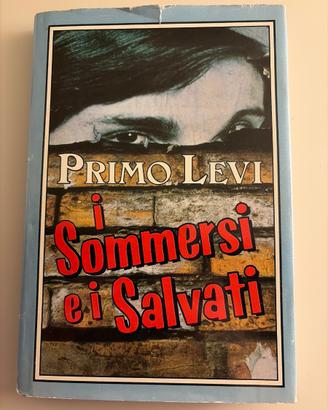 PRIMO LEVI
i
Sommersi
e i Salvati